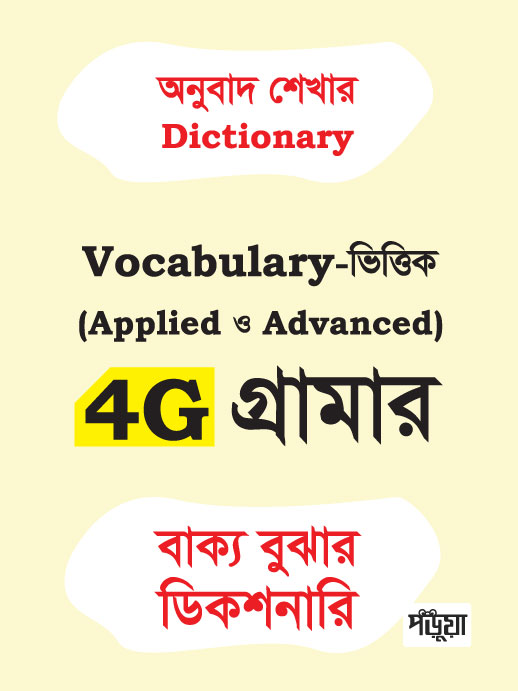 অনুবাদ শেখার
Dictionary
Vocabulary-ভিত্তিক
(Applied ও Advanced)
4G গ্রামার
বাক্য বুঝার
ডিকশনারি
পড়ুয়া